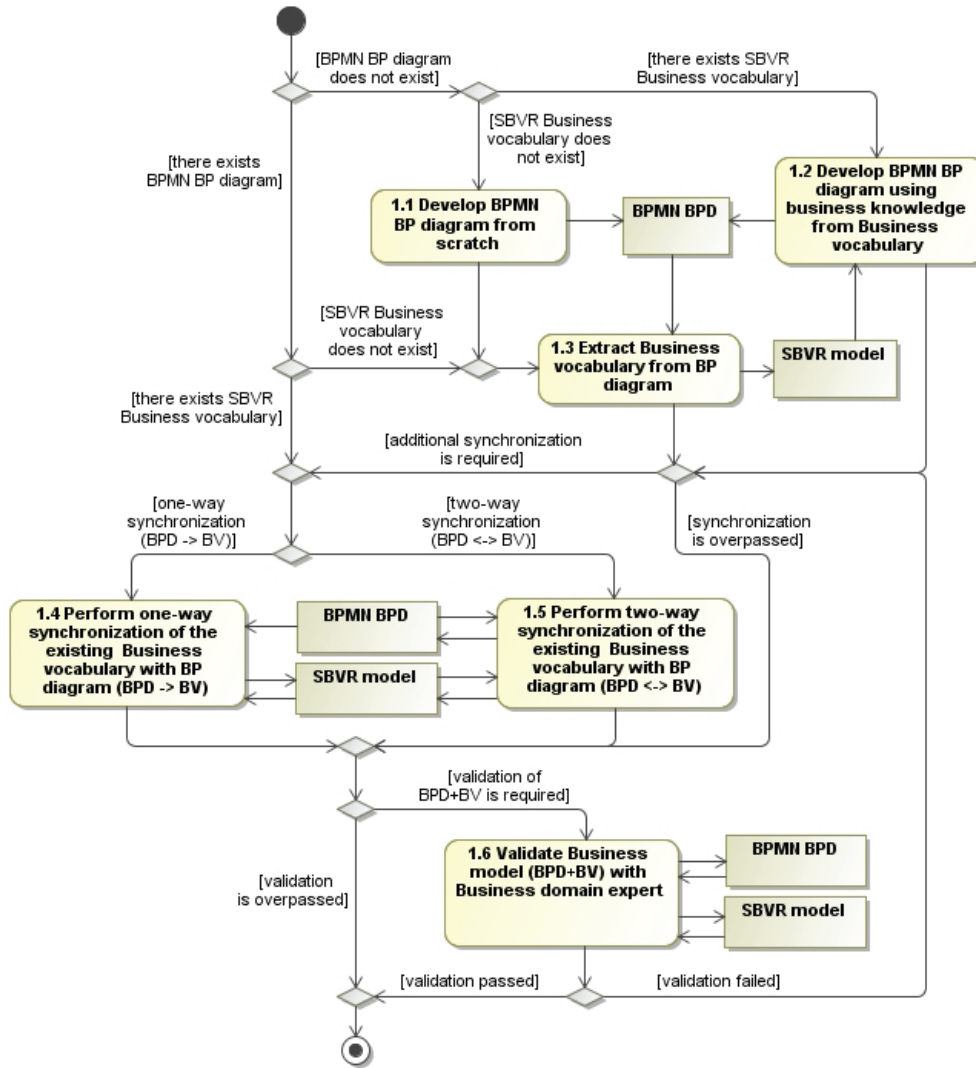 [BPMN BP diagram
does not exist]
[there exists SBVR
Business vocabulary]
[SBVR Business
vocabulary does
not exist]
[there exists
BPMN BP diagram]
1.1 Develop BPMN
BP diagram from
scratch
BPMN BPD
1.2 Develop BPMN BP
diagram using
business knowledge
from Business
vocabulary
[SBVR Business
vocabulary
does not exist]
1.3 Extract Business
vocabulary from BP
diagram
SBVR model
[there exists SBVR
Business vocabulary]
[additional synchronization
is required]
[one-way
synchronization
(BPD -> BV)]
[two-way
synchronization
(BPD <-> BV)]
[synchronization
is overpassed]
1.4 Perform one-way
synchronization of the
existing Business
vocabulary with BP
diagram (BPD -> BV)
BPMN BPD
SBVR model
1.5 Perform two-way
synchronization of the
existing Business
vocabulary with BP
diagram (BPD <-> BV)
[validation of
BPD+BV is required]
[validation
is overpassed]
1.6 Validate Business
model (BPD+BV) with
Business domain expert
BPMN BPD
SBVR model
[validation passed]
[validation failed]